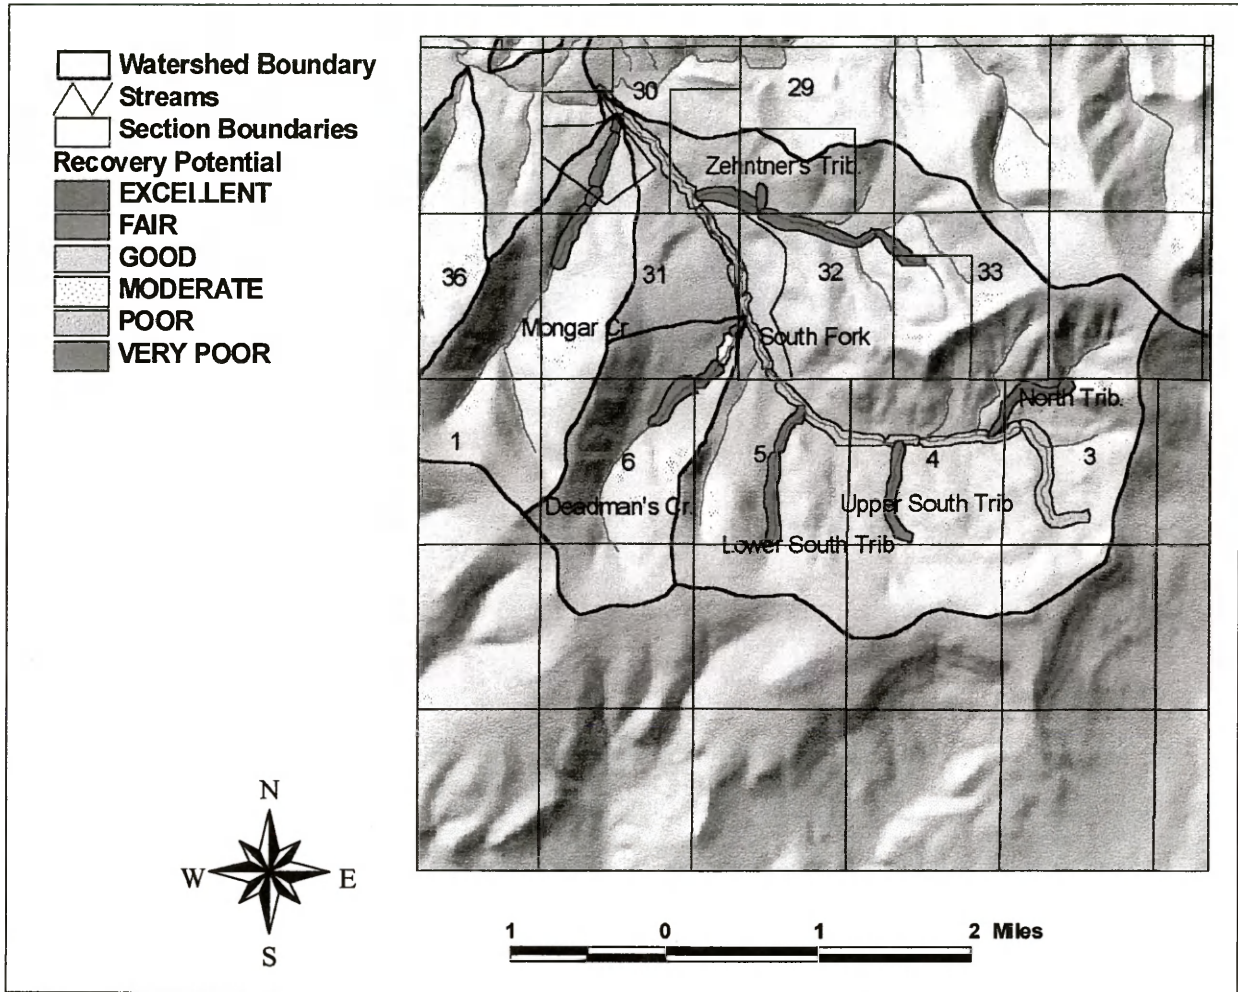 Watershed Boundary
Streams
Section Boundaries
Recovery Potential
EXCELLENT
FAIR
GOOD
MODERATE
POOR
VERY POOR
30
29
Zehntner's Trib.
36
31
32
33
Mongar Cr.
South Fork
North Trib.
1
6
5
4
3
Deadman's Cr.
Upper South Trib
Lower South Trib
N
W E
S
1 0 1 2 Miles